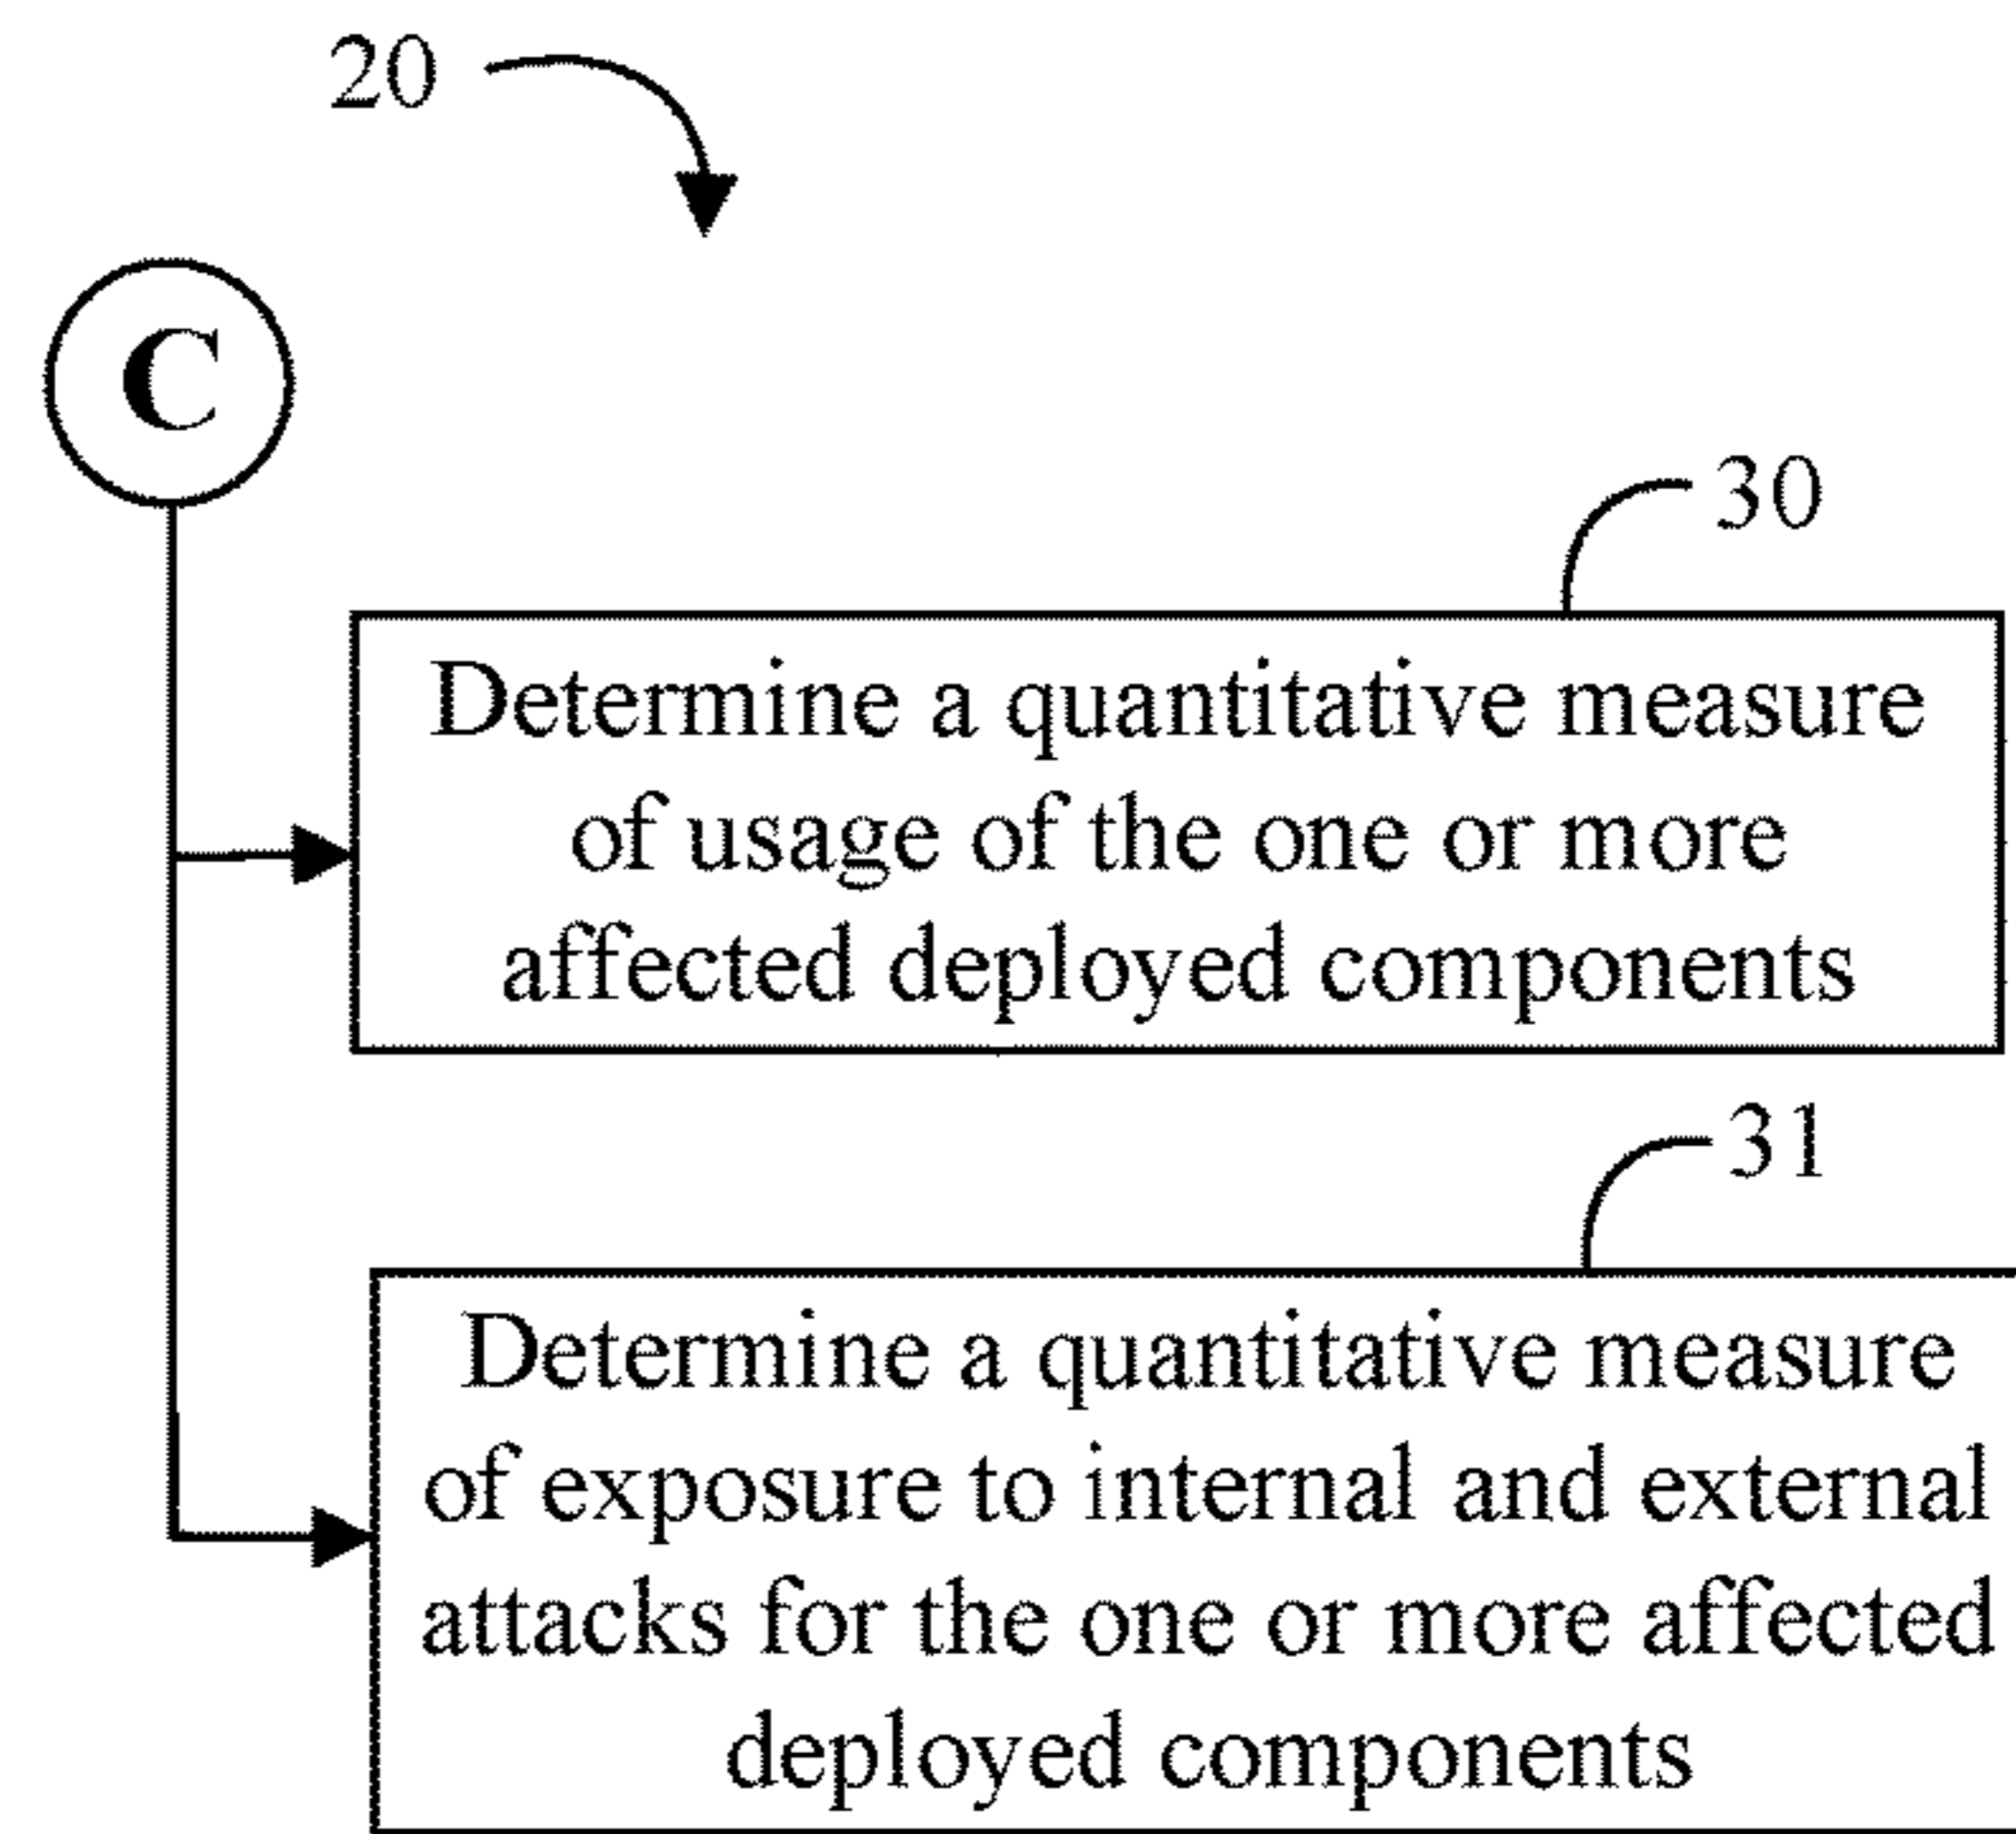 20
C
30
Determine a quantitative measure
of usage of the one or more
affected deployed components
31
Determine a quantitative measure
of exposure to internal and external
attacks for the one or more affected
deployed components